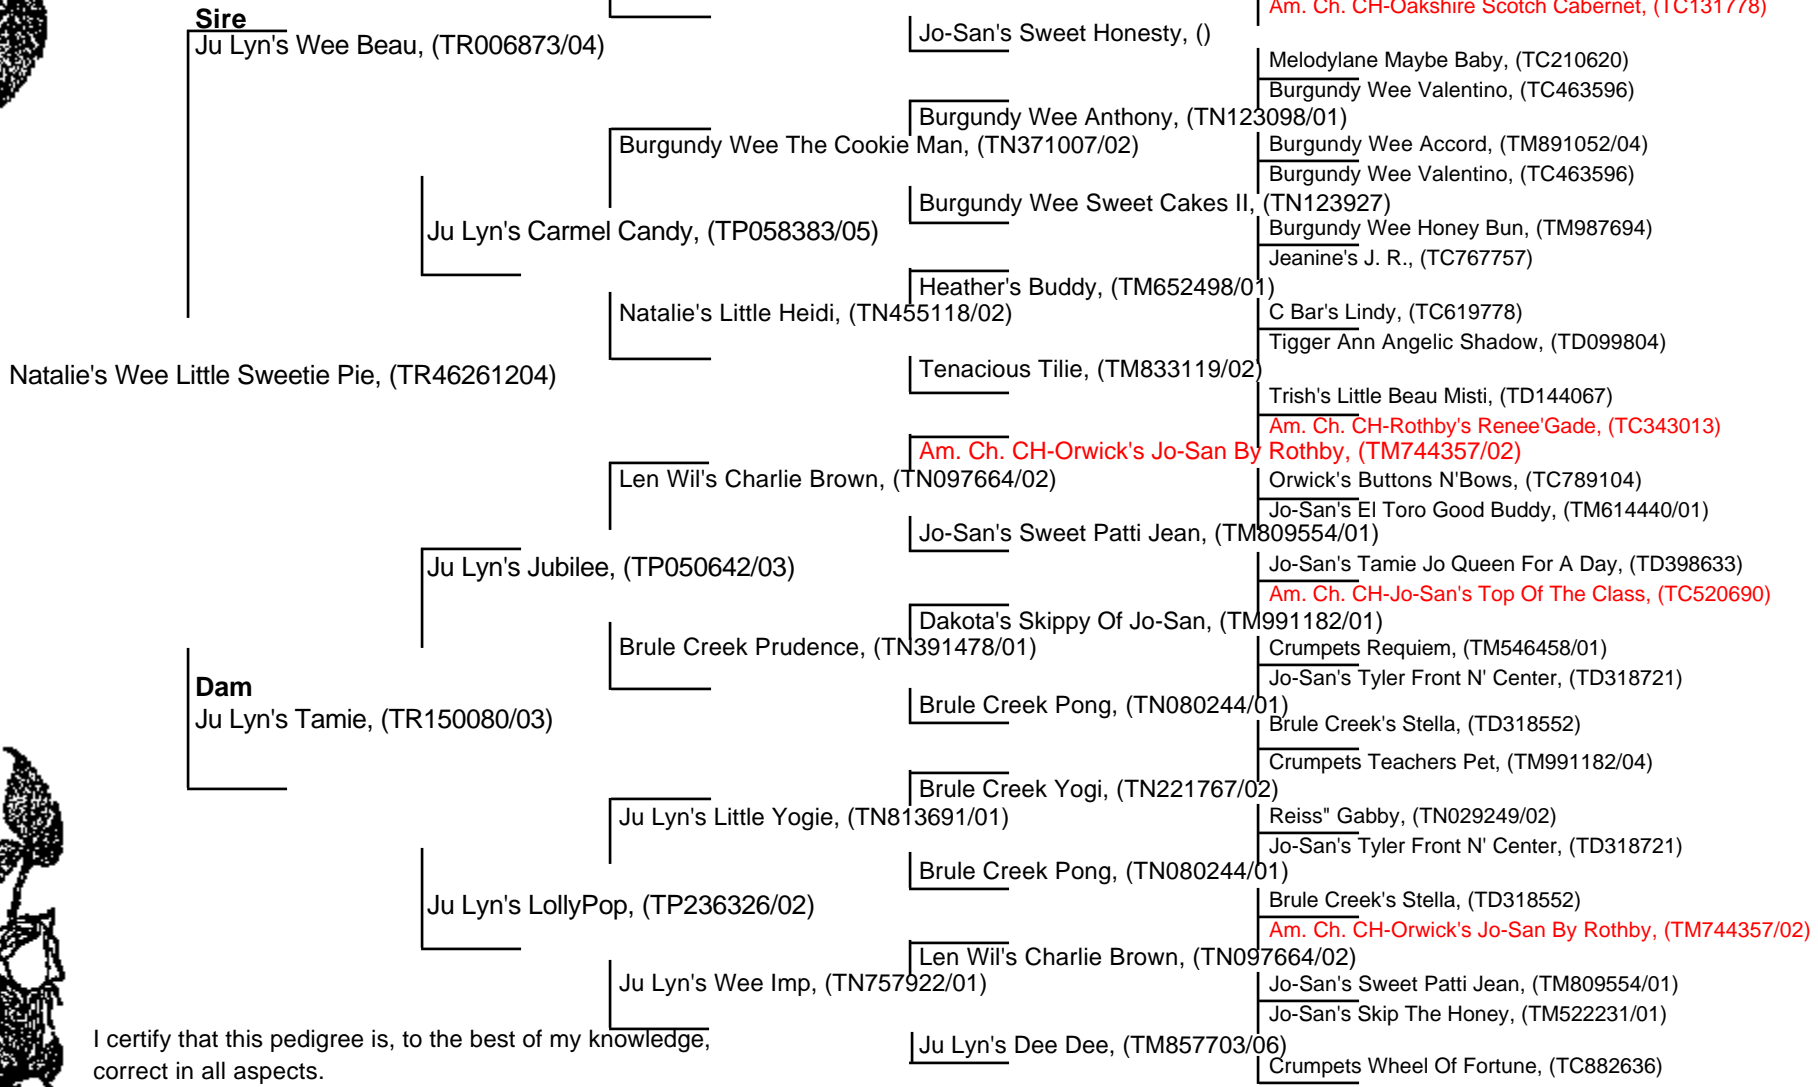 Am. Ch. CH-Oakshire Scotch Cabernet, (TC131778)
Sire
Jo-San's Sweet Honesty, ()
Ju Lyn's Wee Beau, (TR006873/04)
Melodylane Maybe Baby, (TC210620)
Burgundy Wee Valentino, (TC463596)
Burgundy Wee Anthony, (TN123098/01)
Burgundy Wee The Cookie Man, (TN371007/02)
Burgundy Wee Accord, (TM891052/04)
Burgundy Wee Valentino, (TC463596)
Burgundy Wee Sweet Cakes II, (TN123927)
Ju Lyn's Carmel Candy, (TP058383/05)
Burgundy Wee Honey Bun, (TM987694)
Jeanine's J. R., (TC767757)
Heather's Buddy, (TM652498/01)
Natalie's Little Heidi, (TN455118/02)
C Bar's Lindy, (TC619778)
Tigger Ann Angelic Shadow, (TD099804)
Tenacious Tilie, (TM833119/02)
Natalie's Wee Little Sweetie Pie, (TR46261204)
Trish's Little Beau Misti, (TD144067)
Am. Ch. CH-Rothby's Renee'Gade, (TC343013)
Am. Ch. CH-Orwick's Jo-San By Rothby, (TM744357/02)
Len Wil's Charlie Brown, (TN097664/02)
Orwick's Buttons N'Bows, (TC789104)
Jo-San's El Toro Good Buddy, (TM614440/01)
Jo-San's Sweet Patti Jean, (TM809554/01)
Ju Lyn's Jubilee, (TP050642/03)
Jo-San's Tamie Jo Queen For A Day, (TD398633)
Am. Ch. CH-Jo-San's Top Of The Class, (TC520690)
Dakota's Skippy Of Jo-San, (TM991182/01)
Brule Creek Prudence, (TN391478/01)
Crumpets Requiem, (TM546458/01)
Jo-San's Tyler Front N' Center, (TD318721)
Dam
Brule Creek Pong, (TN080244/01)
Ju Lyn's Tamie, (TR150080/03)
Brule Creek's Stella, (TD318552)
Crumpets Teachers Pet, (TM991182/04)
Brule Creek Yogi, (TN221767/02)
Ju Lyn's Little Yogie, (TN813691/01)
Reiss" Gabby, (TN029249/02)
Jo-San's Tyler Front N' Center, (TD318721)
Brule Creek Pong, (TN080244/01)
Ju Lyn's LollyPop, (TP236326/02)
Brule Creek's Stella, (TD318552)
Am. Ch. CH-Orwick's Jo-San By Rothby, (TM744357/02)
Len Wil's Charlie Brown, (TN097664/02)
Ju Lyn's Wee Imp, (TN757922/01)
Jo-San's Sweet Patti Jean, (TM809554/01)
Jo-San's Skip The Honey, (TM522231/01)
Ju Lyn's Dee Dee, (TM857703/06)
Crumpets Wheel Of Fortune, (TC882636)
I certify that this pedigree is, to the best of my knowledge,
correct in all aspects.